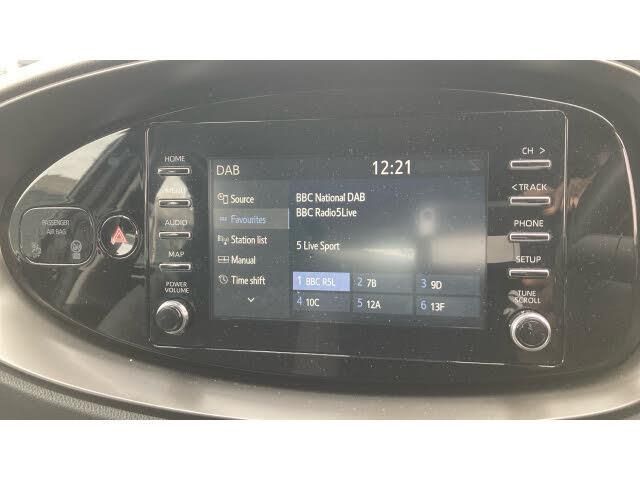 HOME
MENU
AUDIO
MAP
POWER
VOLUME
PASSENGER
AIR BAG
DAB
12:21
Source
Favourites
Station list
Manual
Time shift
BBC National DAB
BBC Radio5Live
5 Live Sport
1 BBC R5L
2 7B
3 9D
4 10C
5 12A
6 13F
CH >
< TRACK
PHONE
SETUP
TUNE
SCROLL